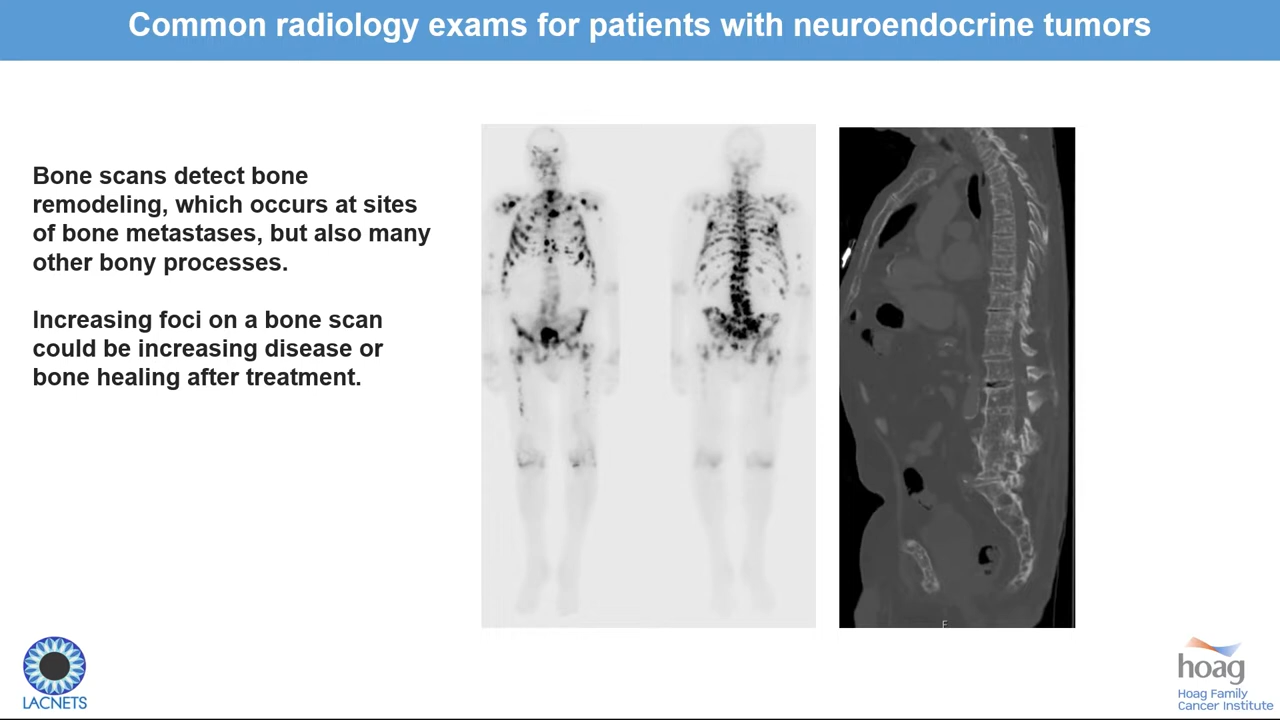 Common radiology exams for patients with neuroendocrine tumors
Bone scans detect bone
remodeling, which occurs at sites
of bone metastases, but also many
other bony processes.
Increasing foci on a bone scan
could be increasing disease or
bone healing after treatment.
F
LACNETS
hoag
Hoag Family
Cancer Institute